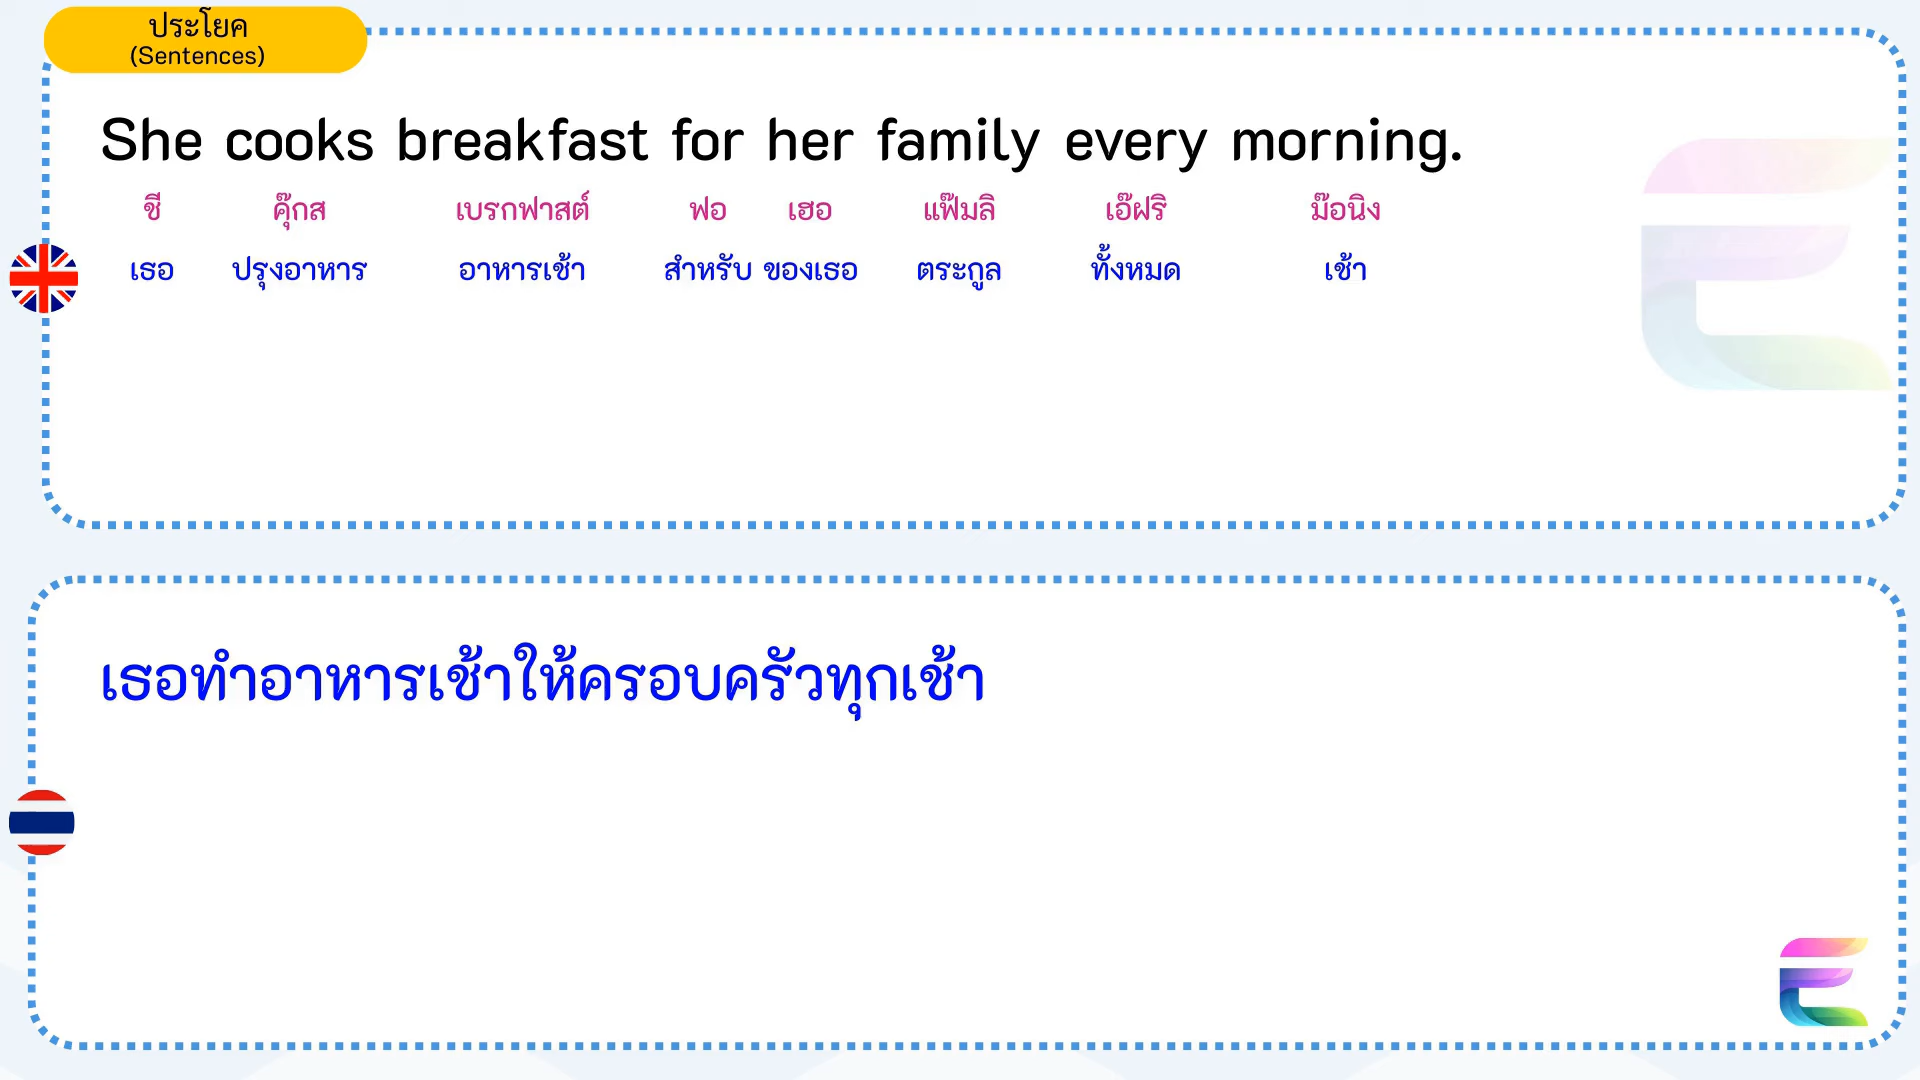 ประโยค
(Sentences)
She cooks breakfast for her family every morning.
ชี คุ๊กส เบรกฟาสต์ ฟอ เฮอ แฟ๊มลิ เอ๊ฝริ ม๊อนิง
เธอ ปรุงอาหาร อาหารเช้า สำหรับ ของเธอ ตระกูล ทั้งหมด เช้า
เธอทำอาหารเช้าให้ครอบครัวทุกเช้า